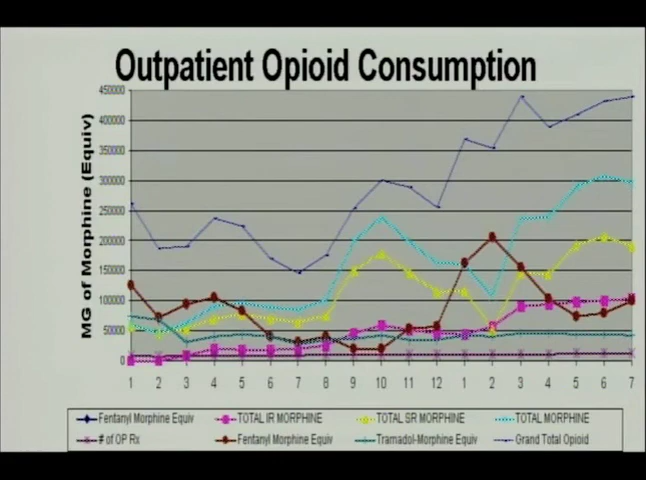 Outpatient Opioid Consumption
MG of Morphine (Equiv)
450000
400000
350000
300000
250000
200000
150000
100000
50000
0
1 2 3 4 5 6 7 8 9 10 11 12 1 2 3 4 5 6 7
Fentanyl Morphine Equiv TOTAL IR MORPHINE TOTAL SR MORPHINE TOTAL MORPHINE
# of OP Rx Fentanyl Morphine Equiv Tramadol-Morphine Equiv Grand Total Opioid